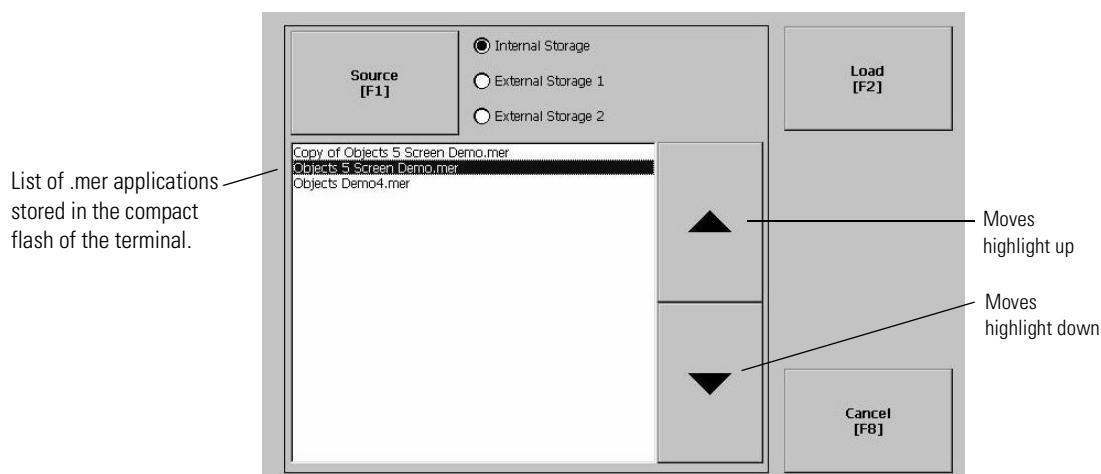 Source
[F1]
Internal Storage
External Storage 1
External Storage 2
Load
[F2]
Copy of Objects 5 Screen Demo.mer
Objects 5 Screen Demo.mer
Objects Demo4.mer
List of .mer applications
stored in the compact
flash of the terminal.
Moves
highlight up
Moves
highlight down
Cancel
[F8]